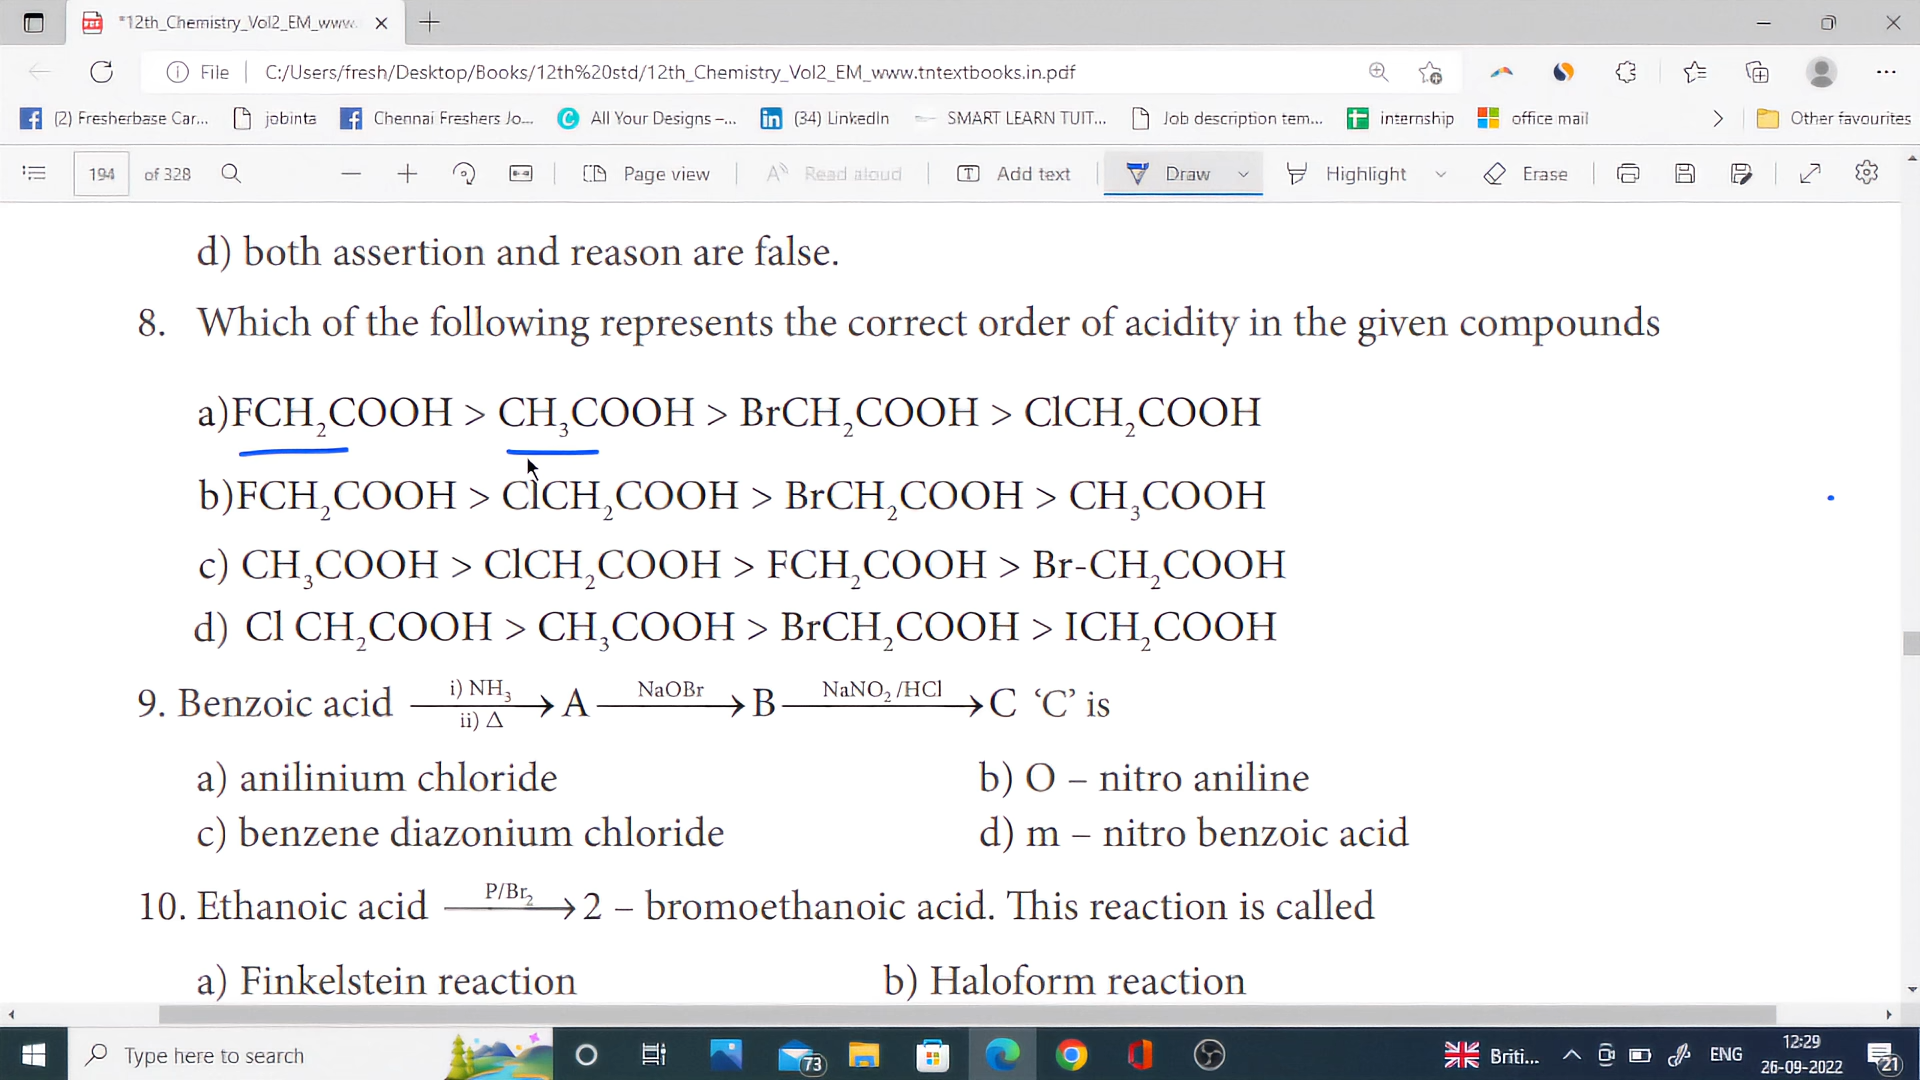 *12th_Chemistry_Vol2_EM_www.
File C:/Users/fresh/Desktop/Books/12th%20std/12th_Chemistry_Vol2_EM_www.tntextbooks.in.pdf
(2) Fresherbase Car... jobinta Chennai Freshers Jo... All Your Designs –... (34) LinkedIn SMART LEARN TUIT... Job description tem... internship office mail Other favourites
194 of 328 Page view Read aloud Add text Draw Highlight Erase
d) both assertion and reason are false.
8. Which of the following represents the correct order of acidity in the given compounds
a)FCH₂COOH > CH₃COOH > BrCH₂COOH > ClCH₂COOH
b)FCH₂COOH > ClCH₂COOH > BrCH₂COOH > CH₃COOH
c) CH₃COOH > ClCH₂COOH > FCH₂COOH > Br-CH₂COOH
d) Cl CH₂COOH > CH₃COOH > BrCH₂COOH > ICH₂COOH
9. Benzoic acid i) NH₃ ii) Δ → A NaOBr → B NaNO₂ /HCl → C ‘C’ is
a) anilinium chloride b) O – nitro aniline
c) benzene diazonium chloride d) m – nitro benzoic acid
10. Ethanoic acid P/Br₂ → 2 – bromoethanoic acid. This reaction is called
a) Finkelstein reaction b) Haloform reaction
Type here to search 73 Briti... ENG 12:29
26-09-2022 21